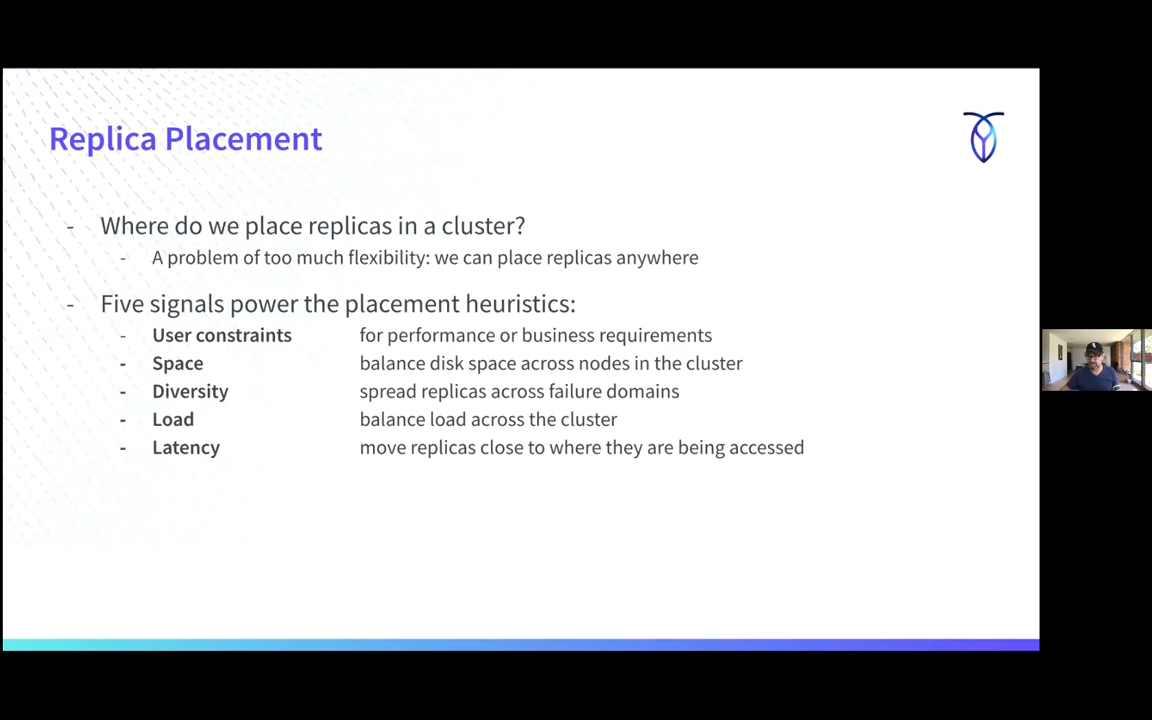 Replica Placement
- Where do we place replicas in a cluster?
- A problem of too much flexibility: we can place replicas anywhere
- Five signals power the placement heuristics:
- User constraints for performance or business requirements
- Space balance disk space across nodes in the cluster
- Diversity spread replicas across failure domains
- Load balance load across the cluster
- Latency move replicas close to where they are being accessed